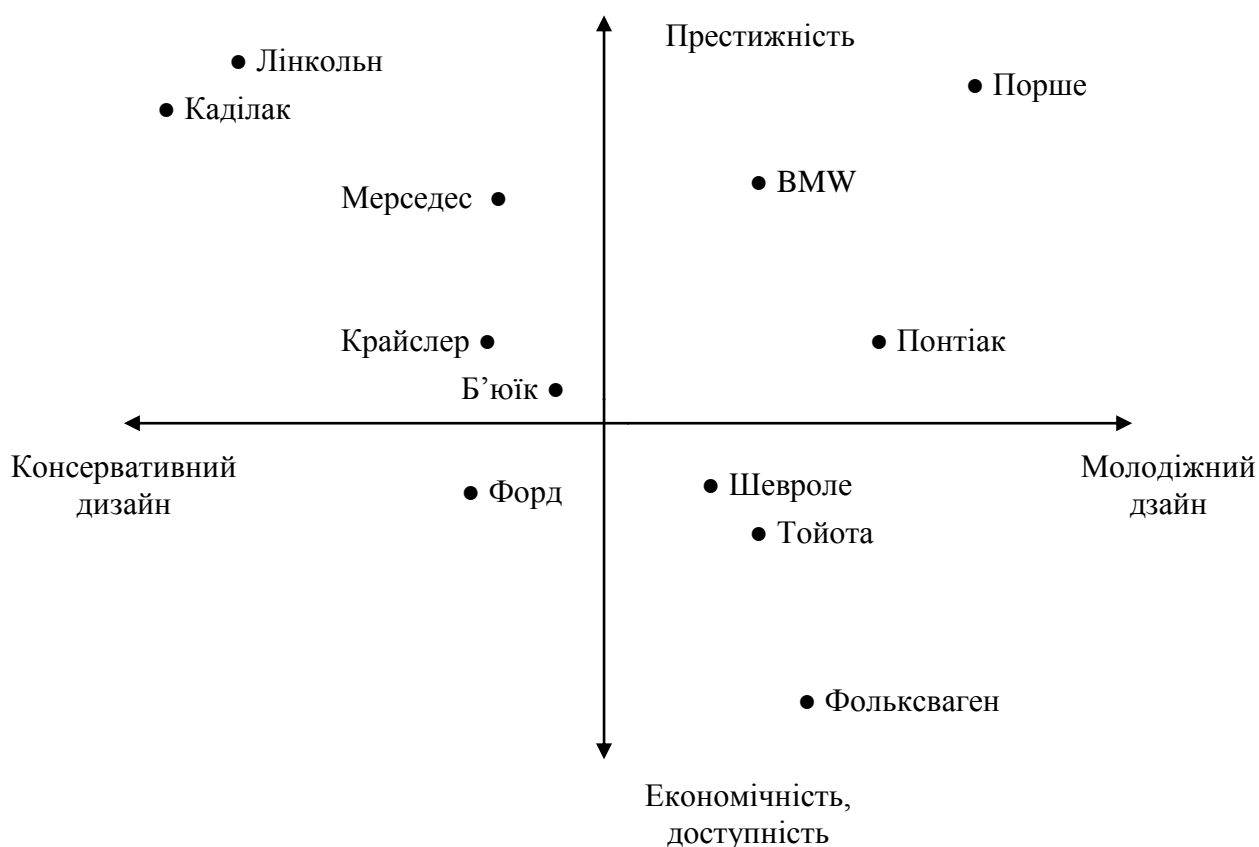 Престижність
Лінкольн
Порше
Каділак
BMW
Мерседес
Крайслер
Понтіак
Б’юїк
Консервативний
дизайн
Молодіжний
дзайн
Форд
Шевроле
Тойота
Фольксваген
Економічність,
доступність